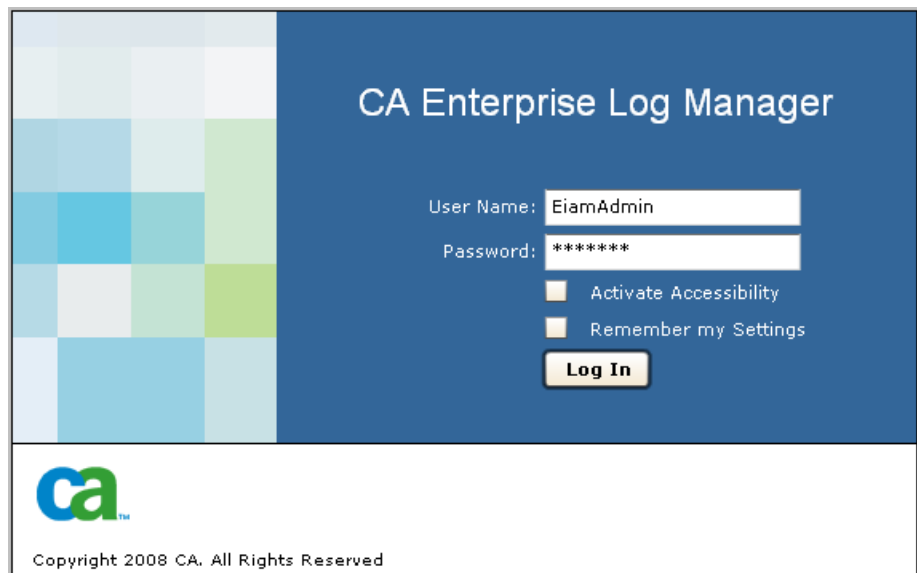 CA Enterprise Log Manager
User Name: EiamAdmin
Password: *******
Activate Accessibility
Remember my Settings
Log In
ca™
Copyright 2008 CA. All Rights Reserved